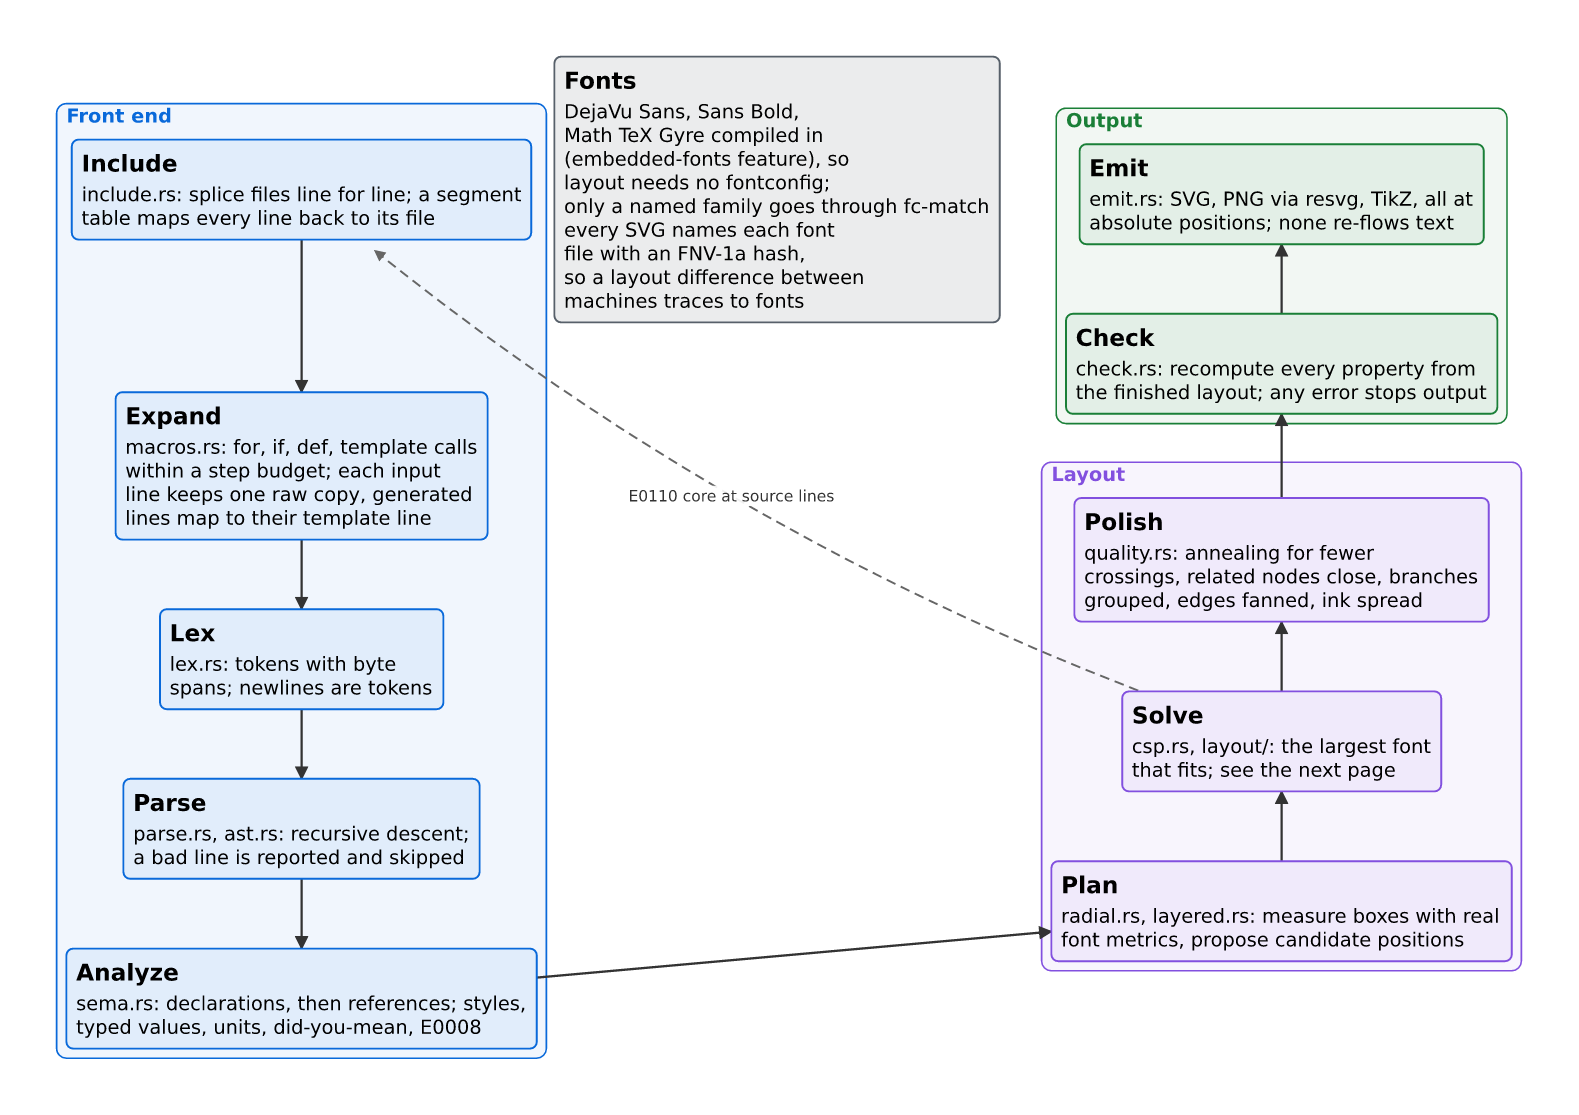 Front end
Include
include.rs: splice files line for line; a segment
table maps every line back to its file
Expand
macros.rs: for, if, def, template calls
within a step budget; each input
line keeps one raw copy, generated
lines map to their template line
Lex
lex.rs: tokens with byte
spans; newlines are tokens
Parse
parse.rs, ast.rs: recursive descent;
a bad line is reported and skipped
Analyze
sema.rs: declarations, then references; styles,
typed values, units, did-you-mean, E0008
Fonts
DejaVu Sans, Sans Bold,
Math TeX Gyre compiled in
(embedded-fonts feature), so
layout needs no fontconfig;
only a named family goes through fc-match
every SVG names each font
file with an FNV-1a hash,
so a layout difference between
machines traces to fonts
E0110 core at source lines
Output
Emit
emit.rs: SVG, PNG via resvg, TikZ, all at
absolute positions; none re-flows text
Check
check.rs: recompute every property from
the finished layout; any error stops output
Layout
Polish
quality.rs: annealing for fewer
crossings, related nodes close, branches
grouped, edges fanned, ink spread
Solve
csp.rs, layout/: the largest font
that fits; see the next page
Plan
radial.rs, layered.rs: measure boxes with real
font metrics, propose candidate positions